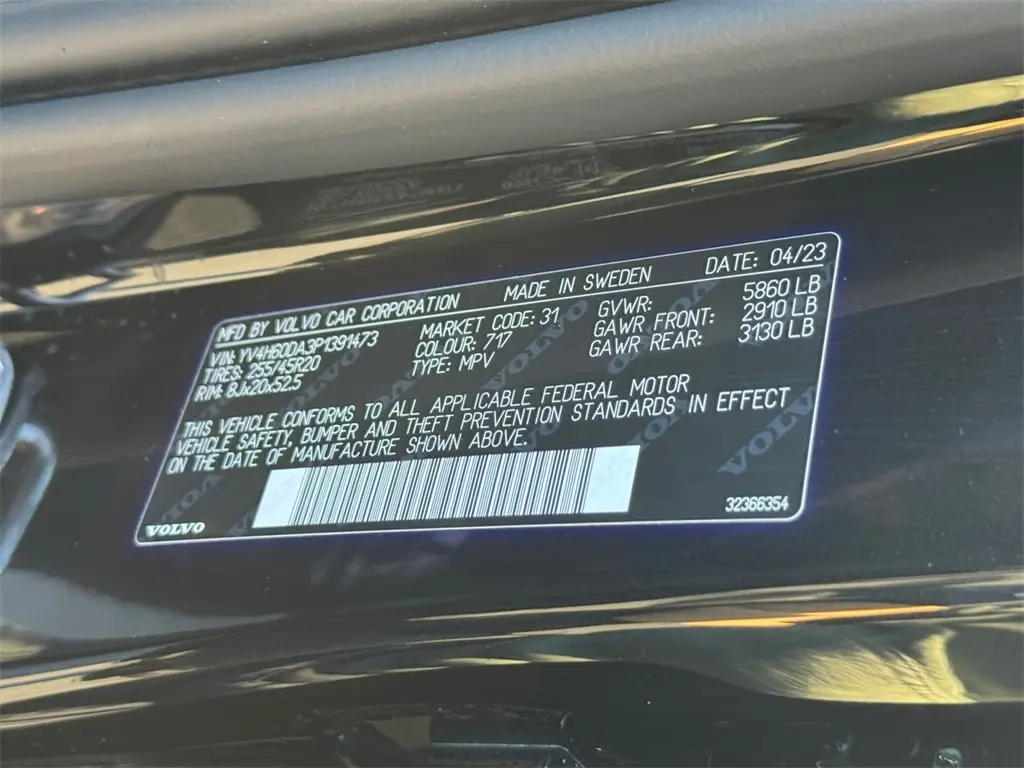 MFD BY VOLVO CAR CORPORATION MADE IN SWEDEN DATE: 04/23
VIN: YV4H60DA3P1391473 MARKET CODE: 31 GVWR: 5860 LB
TIRES: 255/45R20 COLOUR: 717 GAWR FRONT: 2910 LB
RIM: 8Jx20x52.5 TYPE: MPV GAWR REAR: 3130 LB
THIS VEHICLE CONFORMS TO ALL APPLICABLE FEDERAL MOTOR
VEHICLE SAFETY, BUMPER AND THEFT PREVENTION STANDARDS IN EFFECT
ON THE DATE OF MANUFACTURE SHOWN ABOVE.
VOLVO 32366354